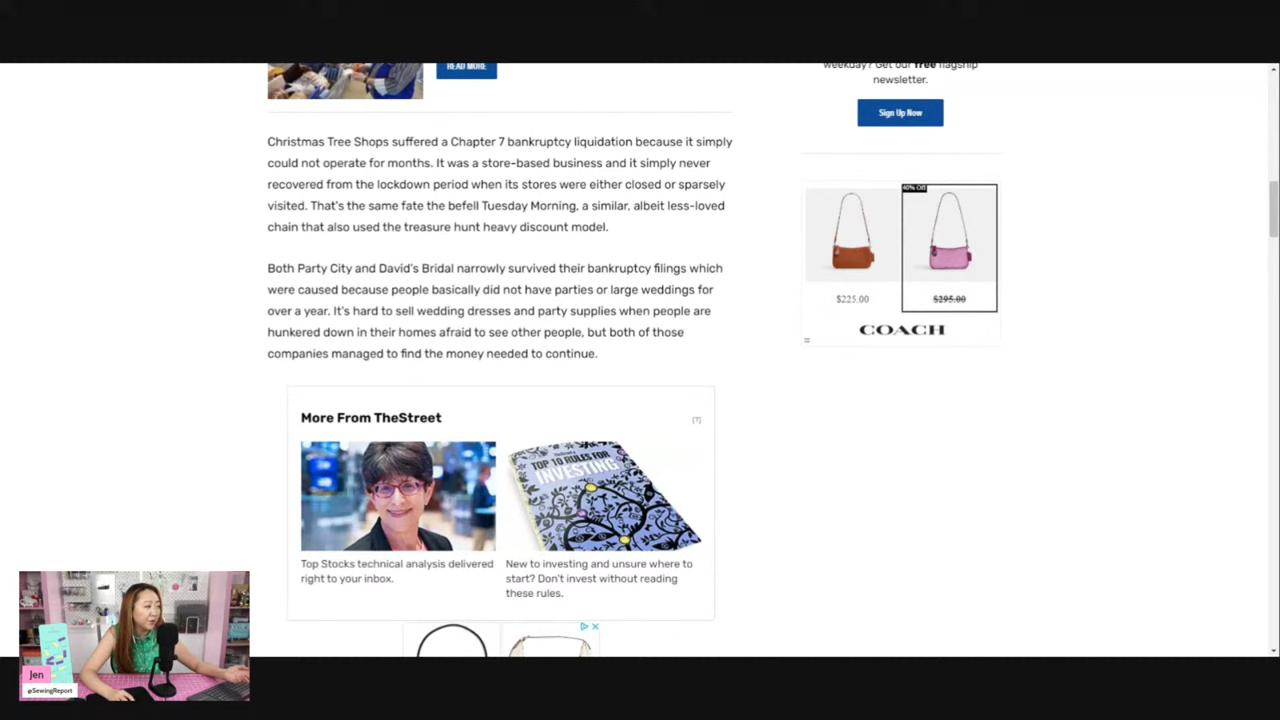 READ MORE
weekday? Get our free flagship
newsletter.
Sign Up Now
Christmas Tree Shops suffered a Chapter 7 bankruptcy liquidation because it simply
could not operate for months. It was a store-based business and it simply never
recovered from the lockdown period when its stores were either closed or sparsely
visited. That's the same fate the befell Tuesday Morning, a similar, albeit less-loved
chain that also used the treasure hunt heavy discount model.
Both Party City and David's Bridal narrowly survived their bankruptcy filings which
were caused because people basically did not have parties or large weddings for
over a year. It's hard to sell wedding dresses and party supplies when people are
hunkered down in their homes afraid to see other people, but both of those
companies managed to find the money needed to continue.
40% Off
$225.00
$295.00
COACH
More From TheStreet
[?]
TOP 10 RULES FOR
INVESTING
Top Stocks technical analysis delivered
right to your inbox.
New to investing and unsure where to
start? Don't invest without reading
these rules.
Jen
@SewingReport